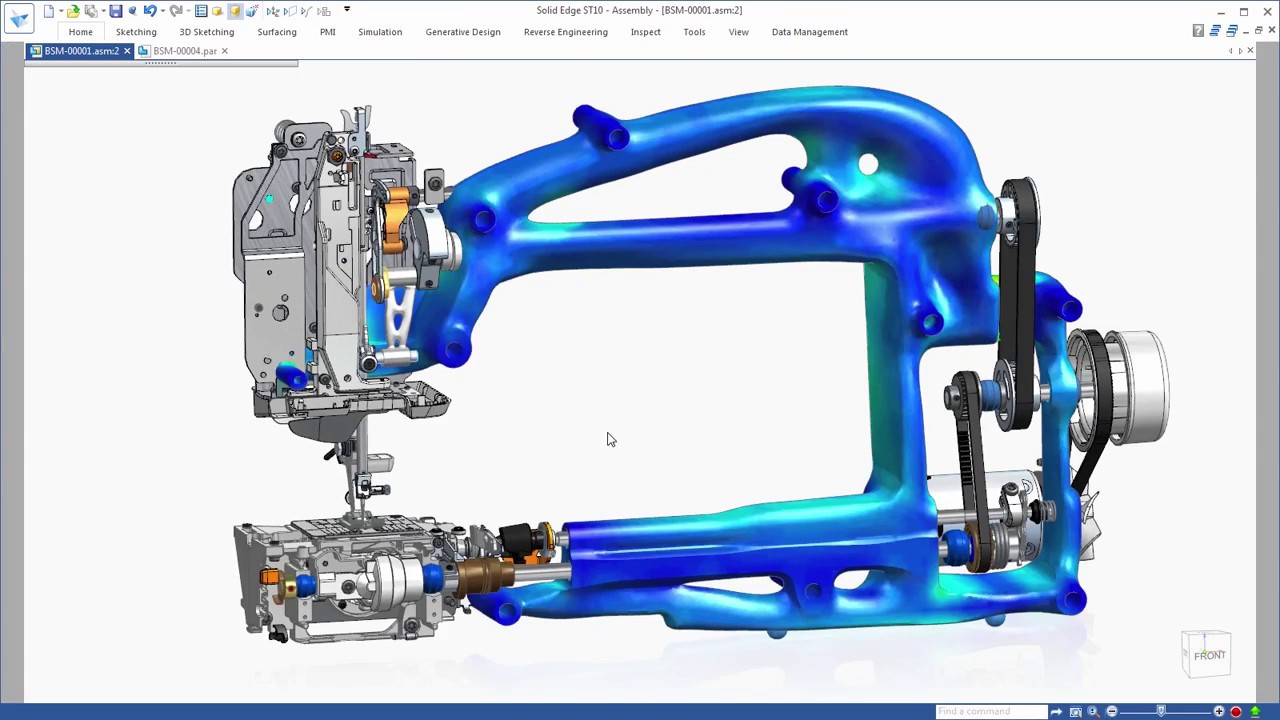 Solid Edge ST10 - Assembly - [BSM-00001.asm:2]
Home Sketching 3D Sketching Surfacing PMI Simulation Generative Design Reverse Engineering Inspect Tools View Data Management
BSM-00001.asm:2 BSM-00004.par
FRONT
Find a command